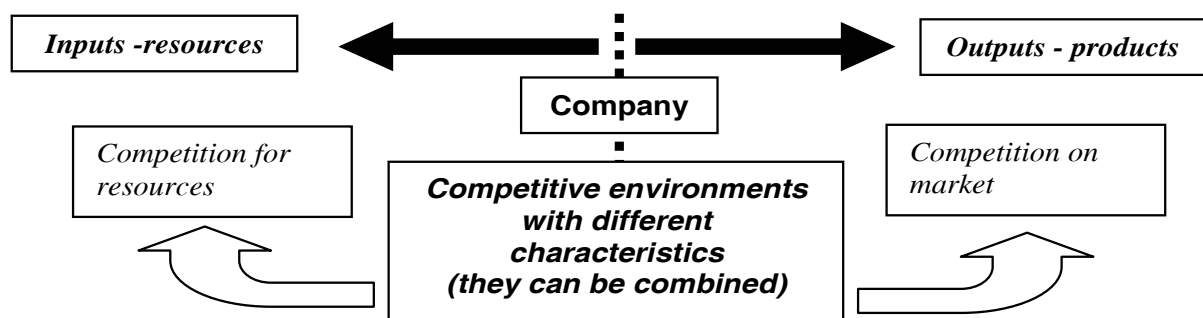 Inputs -resources
Outputs - products
Company
Competition for
resources
Competitive environments
with different
characteristics
(they can be combined)
Competition on
market